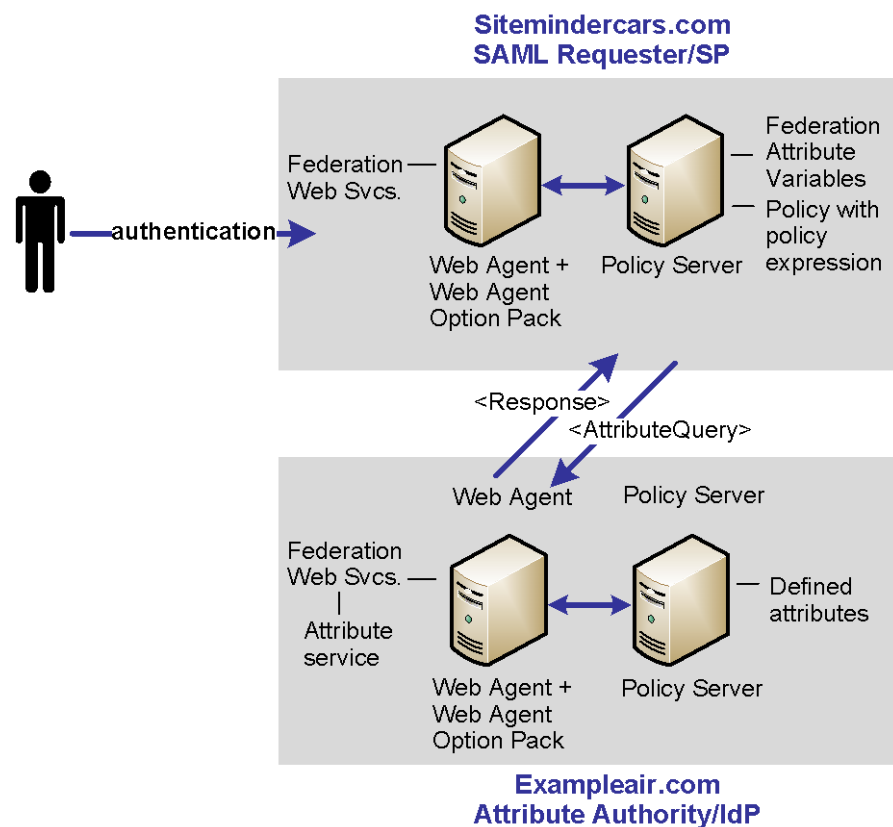 Sitemindercars.com
SAML Requester/SP
Federation
Web Svcs.
Federation
Attribute
Variables
Policy with
policy
expression
authentication
Web Agent +
Web Agent
Option Pack
Policy Server
<Response>
<AttributeQuery>
Web Agent
Policy Server
Federation
Web Svcs.
Attribute
service
Defined
attributes
Web Agent +
Web Agent
Option Pack
Policy Server
Exampleair.com
Attribute Authority/IdP